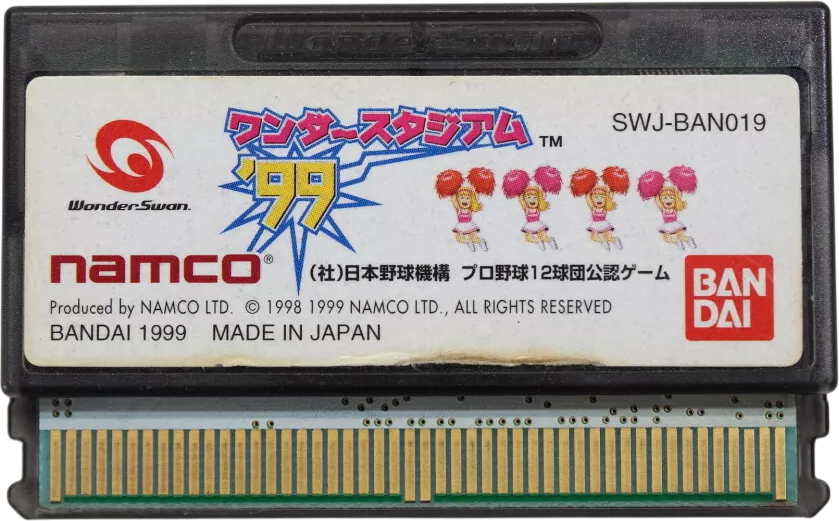 WonderSwan
ワンダースタジアム™
'99
SWJ-BAN019
WonderSwan
namco®
(社)日本野球機構 プロ野球12球団公認ゲーム
BAN
DAI
Produced by NAMCO LTD. © 1998 1999 NAMCO LTD., ALL RIGHTS RESERVED
BANDAI 1999 MADE IN JAPAN